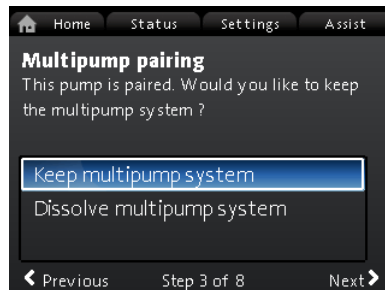 Home Status Settings Assist
Multipump pairing
This pump is paired. Would you like to keep
the multipump system ?
Keep multipump system
Dissolve multipump system
Previous Step 3 of 8 Next